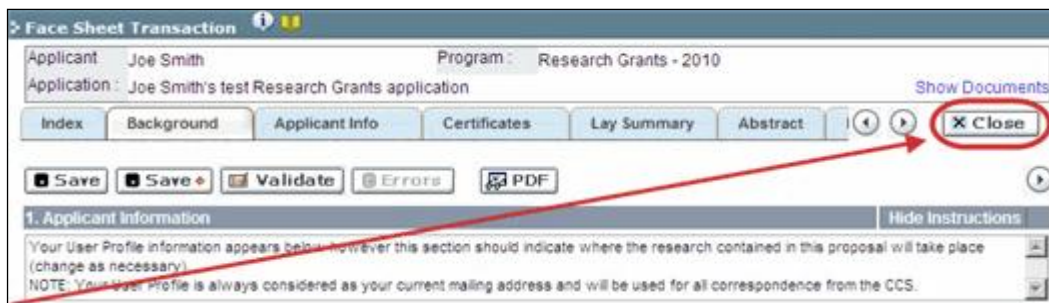 Face Sheet Transaction
Applicant Joe Smith Program : Research Grants - 2010
Application : Joe Smith's test Research Grants application Show Documents
Index Background Applicant Info Certificates Lay Summary Abstract X Close
Save Save+ Validate Errors PDF
1. Applicant Information Hide Instructions
Your User Profile information appears below, however this section should indicate where the research contained in this proposal will take place
(change as necessary)
NOTE: Your User Profile is always considered as your current mailing address and will be used for all correspondence from the CCS.